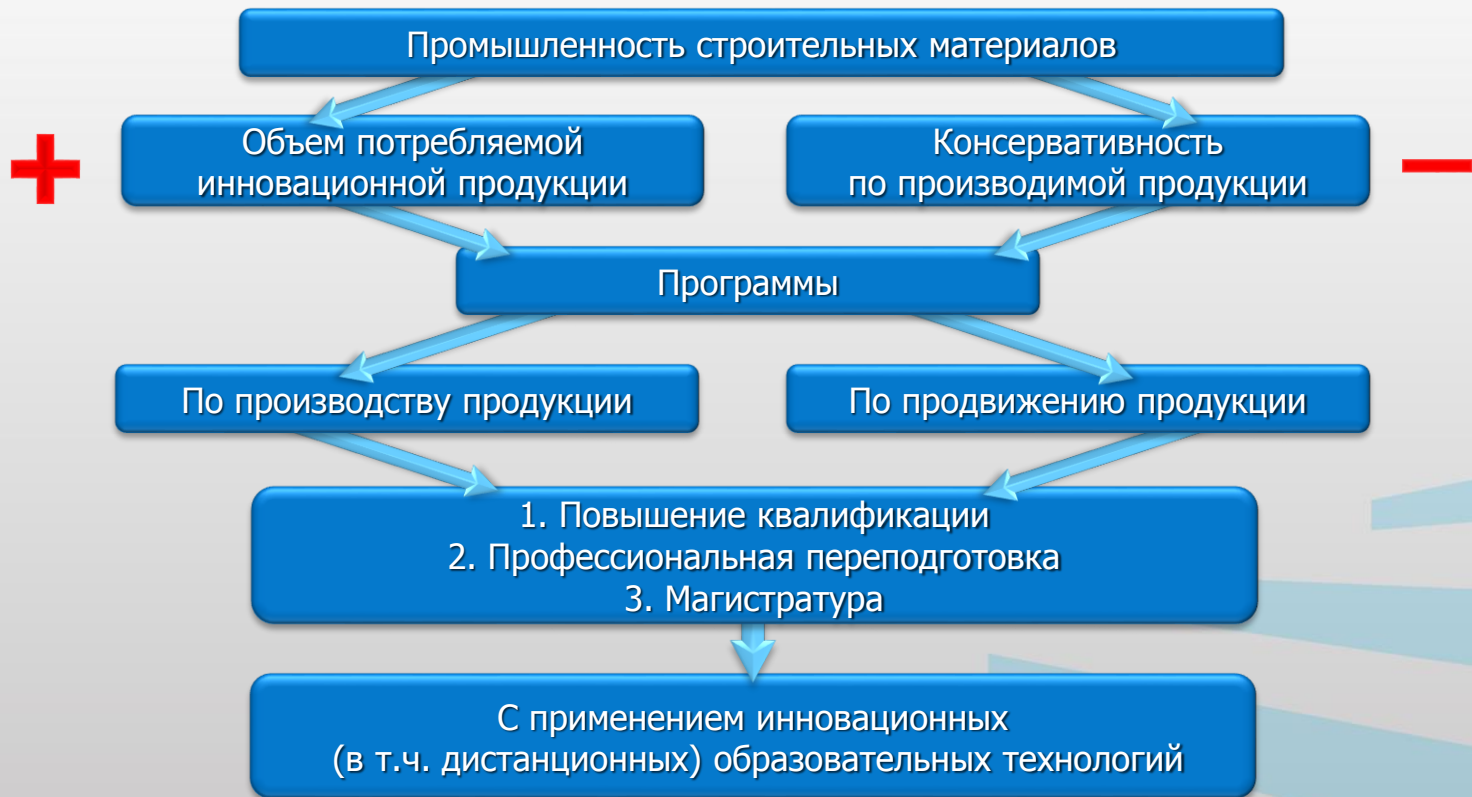 Промышленность строительных материалов
+
Объем потребляемой
инновационной продукции
Консервативность
по производимой продукции
–
Программы
По производству продукции
По продвижению продукции
1. Повышение квалификации
2. Профессиональная переподготовка
3. Магистратура
С применением инновационных
(в т.ч. дистанционных) образовательных технологий